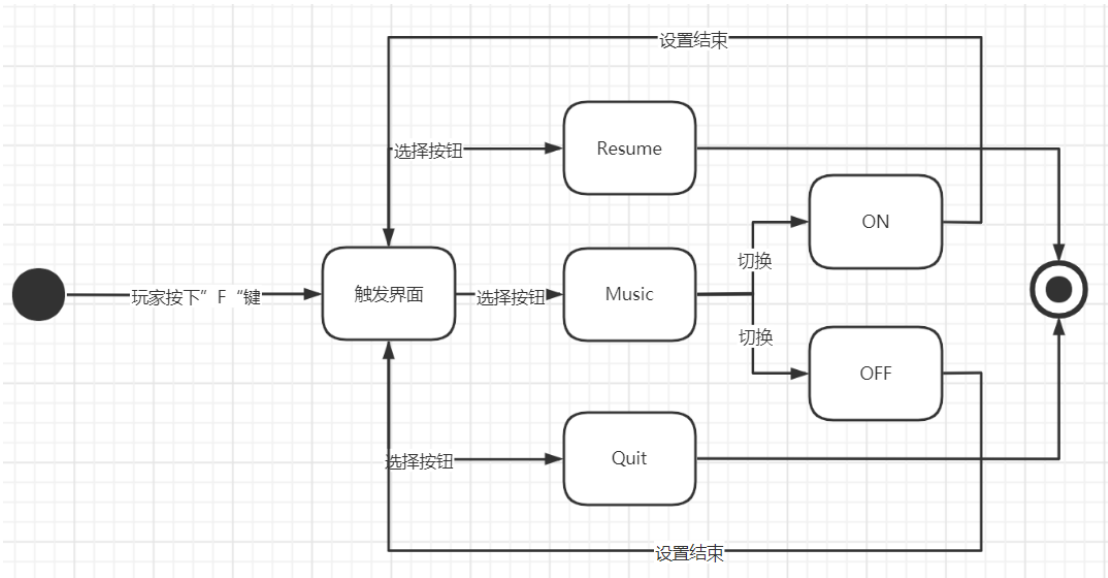 设置结束
选择按钮
Resume
ON
切换
玩家按下”F“键
触发界面
选择按钮
Music
切换
OFF
选择按钮
Quit
设置结束